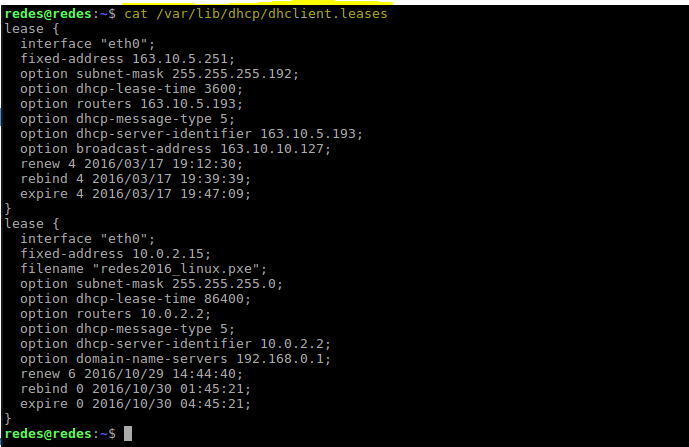 redes@redes:~$ cat /var/lib/dhcp/dhclient.leases
lease {
  interface "eth0";
  fixed-address 163.10.5.251;
  option subnet-mask 255.255.255.192;
  option dhcp-lease-time 3600;
  option routers 163.10.5.193;
  option dhcp-message-type 5;
  option dhcp-server-identifier 163.10.5.193;
  option broadcast-address 163.10.10.127;
  renew 4 2016/03/17 19:12:30;
  rebind 4 2016/03/17 19:39:39;
  expire 4 2016/03/17 19:47:09;
}
lease {
  interface "eth0";
  fixed-address 10.0.2.15;
  filename "redes2016_linux.pxe";
  option subnet-mask 255.255.255.0;
  option dhcp-lease-time 86400;
  option routers 10.0.2.2;
  option dhcp-message-type 5;
  option dhcp-server-identifier 10.0.2.2;
  option domain-name-servers 192.168.0.1;
  renew 6 2016/10/29 14:44:40;
  rebind 0 2016/10/30 01:45:21;
  expire 0 2016/10/30 04:45:21;
}
redes@redes:~$